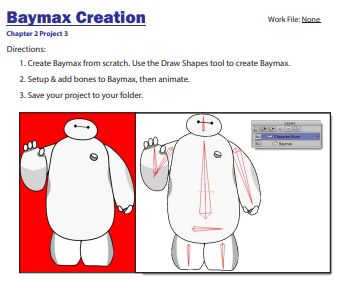 Baymax Creation
Work File: None
Chapter 2 Project 3
Directions:
1. Create Baymax from scratch. Use the Draw Shapes tool to create Baymax.
2. Setup & add bones to Baymax, then animate.
3. Save your project to your folder.
Layers
Baymax